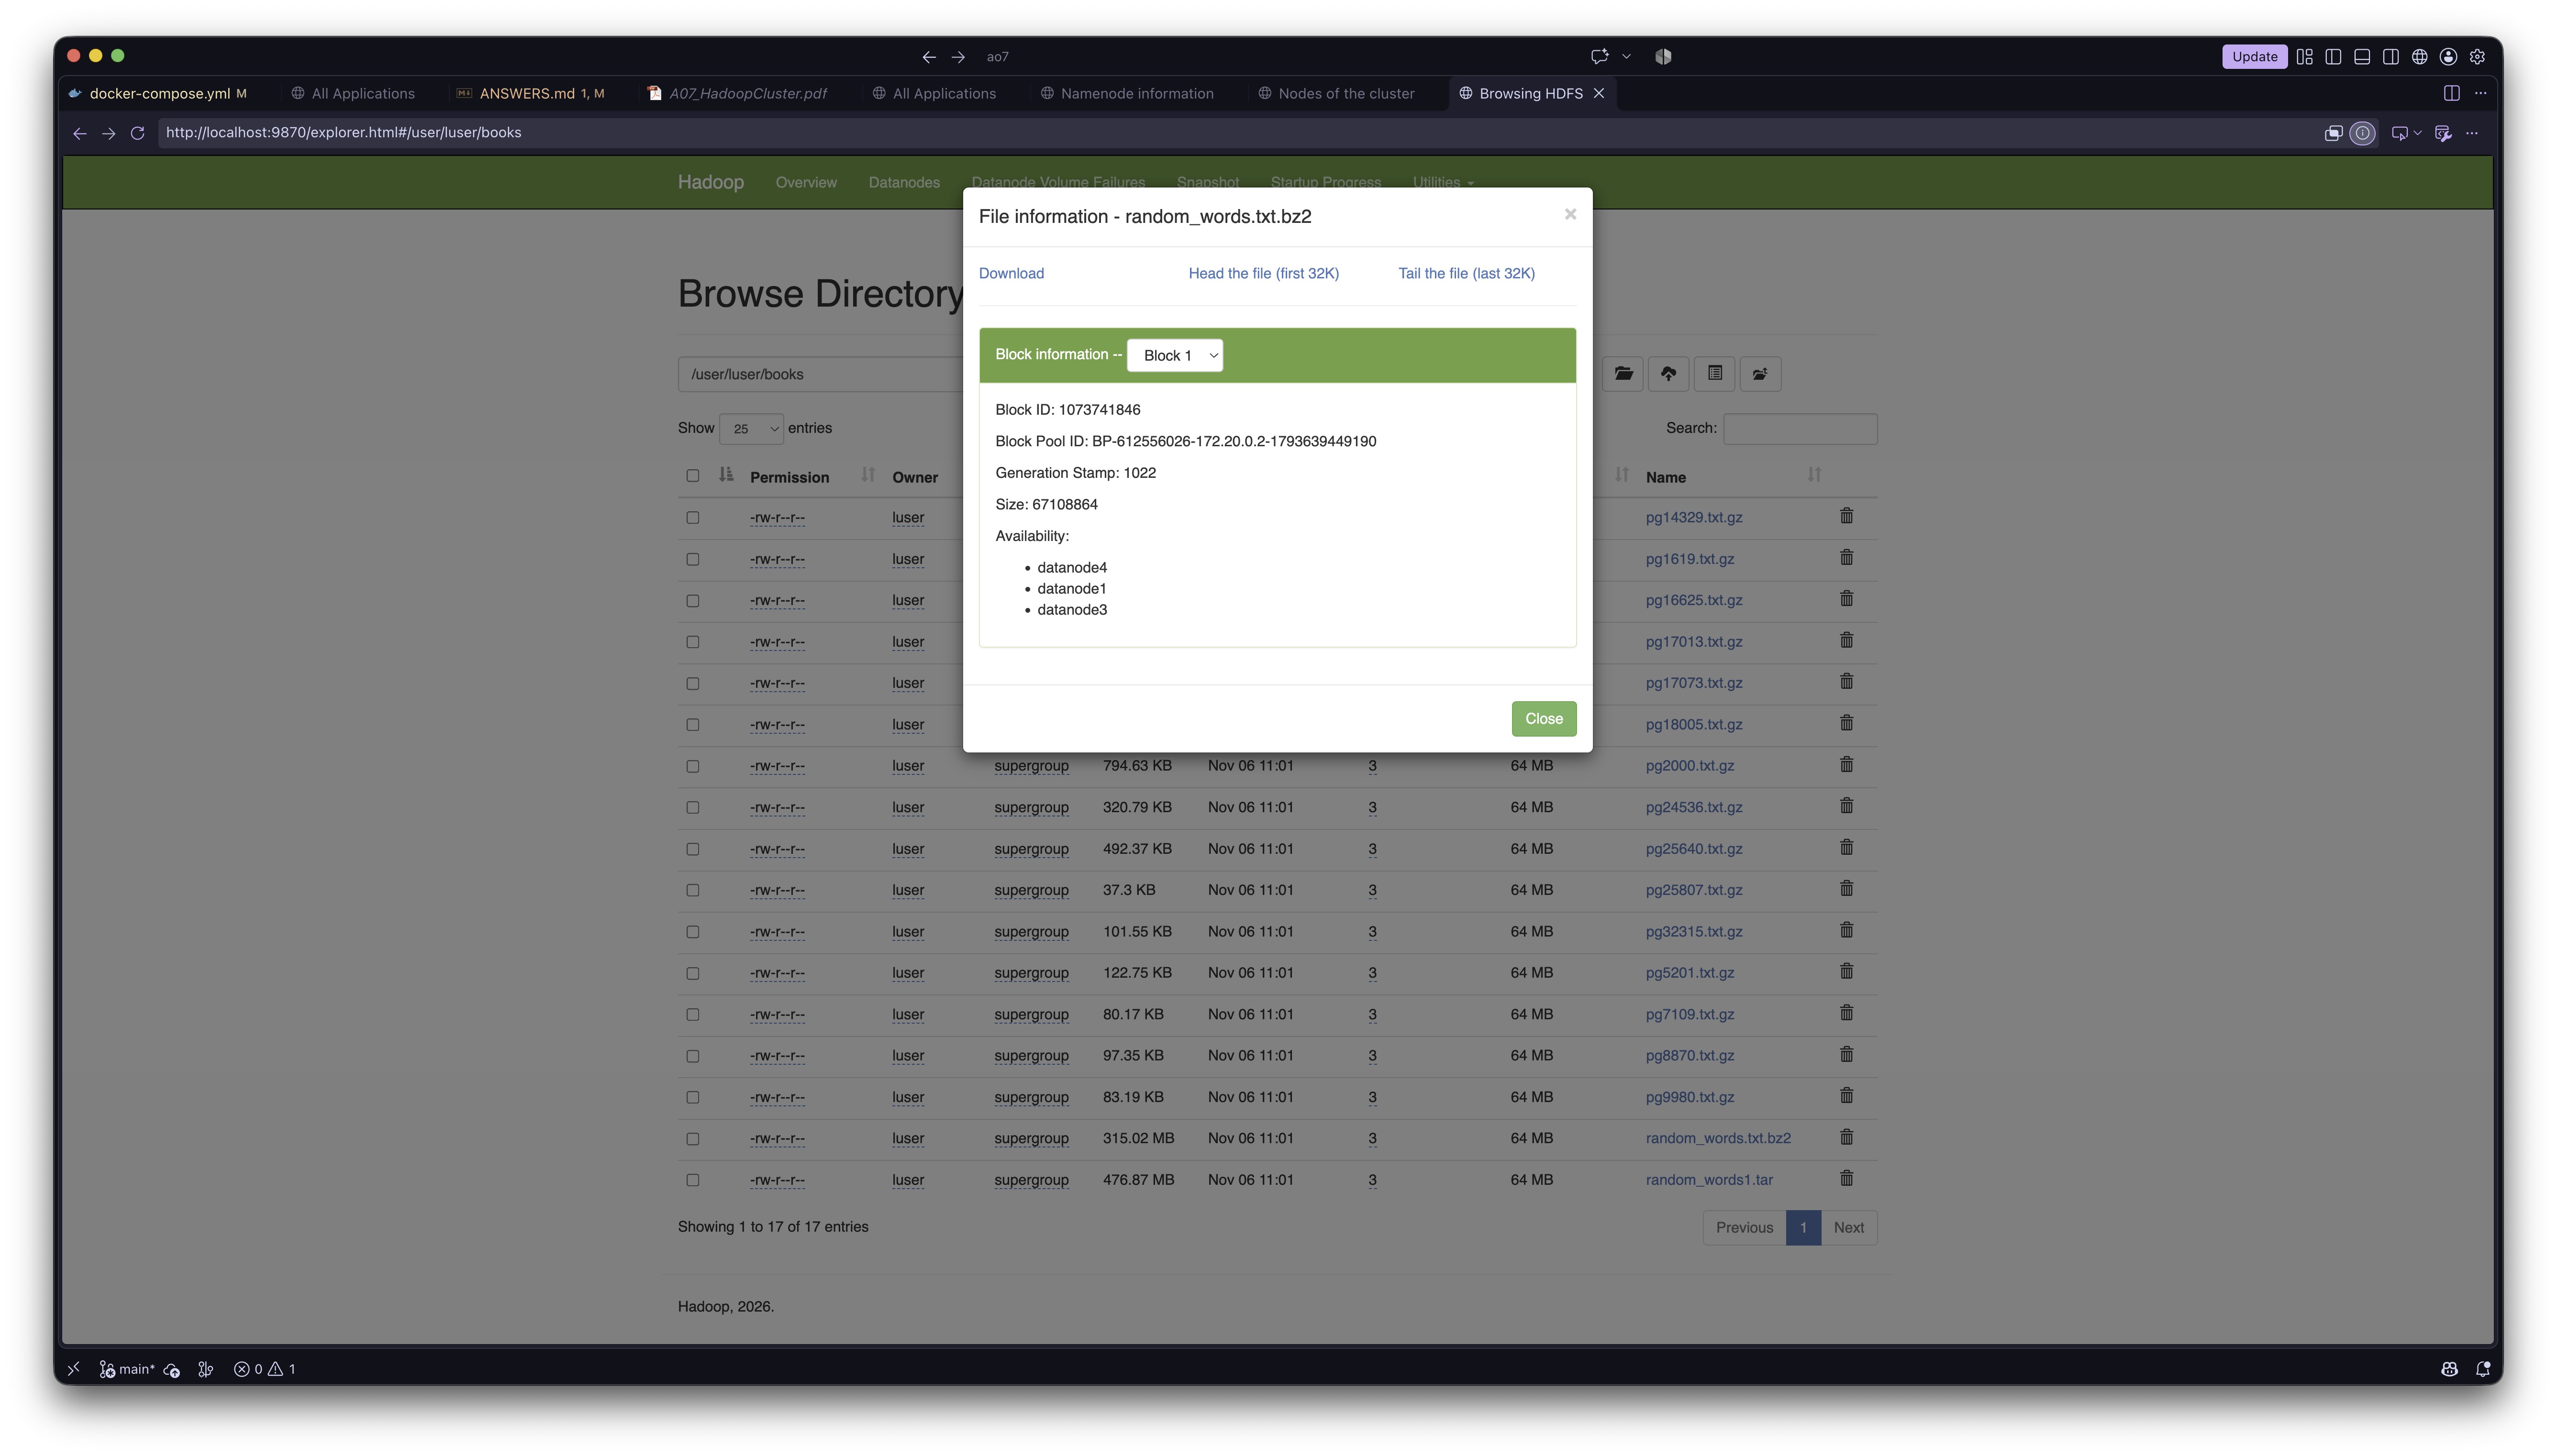 ao7
Update
docker-compose.yml M All Applications ANSWERS.md 1, M A07_HadoopCluster.pdf All Applications Namenode information Nodes of the cluster Browsing HDFS
http://localhost:9870/explorer.html#/user/luser/books
Hadoop Overview Datanodes Datanode Volume Failures Snapshot Startup Progress Utilities
File information - random_words.txt.bz2 ×
Download Head the file (first 32K) Tail the file (last 32K)
Browse Directory
Block information -- Block 1
/user/luser/books
Block ID: 1073741846
Show 25 entries Search:
Block Pool ID: BP-612556026-172.20.0.2-1793639449190
Generation Stamp: 1022
Permission Owner Name
Size: 67108864
Availability:
datanode4
datanode1
datanode3
Close
-rw-r--r-- luser pg14329.txt.gz
-rw-r--r-- luser pg1619.txt.gz
-rw-r--r-- luser pg16625.txt.gz
-rw-r--r-- luser pg17013.txt.gz
-rw-r--r-- luser pg17073.txt.gz
-rw-r--r-- luser pg18005.txt.gz
-rw-r--r-- luser supergroup 794.63 KB Nov 06 11:01 3 64 MB pg2000.txt.gz
-rw-r--r-- luser supergroup 320.79 KB Nov 06 11:01 3 64 MB pg24536.txt.gz
-rw-r--r-- luser supergroup 492.37 KB Nov 06 11:01 3 64 MB pg25640.txt.gz
-rw-r--r-- luser supergroup 37.3 KB Nov 06 11:01 3 64 MB pg25807.txt.gz
-rw-r--r-- luser supergroup 101.55 KB Nov 06 11:01 3 64 MB pg32315.txt.gz
-rw-r--r-- luser supergroup 122.75 KB Nov 06 11:01 3 64 MB pg5201.txt.gz
-rw-r--r-- luser supergroup 80.17 KB Nov 06 11:01 3 64 MB pg7109.txt.gz
-rw-r--r-- luser supergroup 97.35 KB Nov 06 11:01 3 64 MB pg8870.txt.gz
-rw-r--r-- luser supergroup 83.19 KB Nov 06 11:01 3 64 MB pg9980.txt.gz
-rw-r--r-- luser supergroup 315.02 MB Nov 06 11:01 3 64 MB random_words.txt.bz2
-rw-r--r-- luser supergroup 476.87 MB Nov 06 11:01 3 64 MB random_words1.tar
Showing 1 to 17 of 17 entries Previous 1 Next
Hadoop, 2026.
main* 0 1